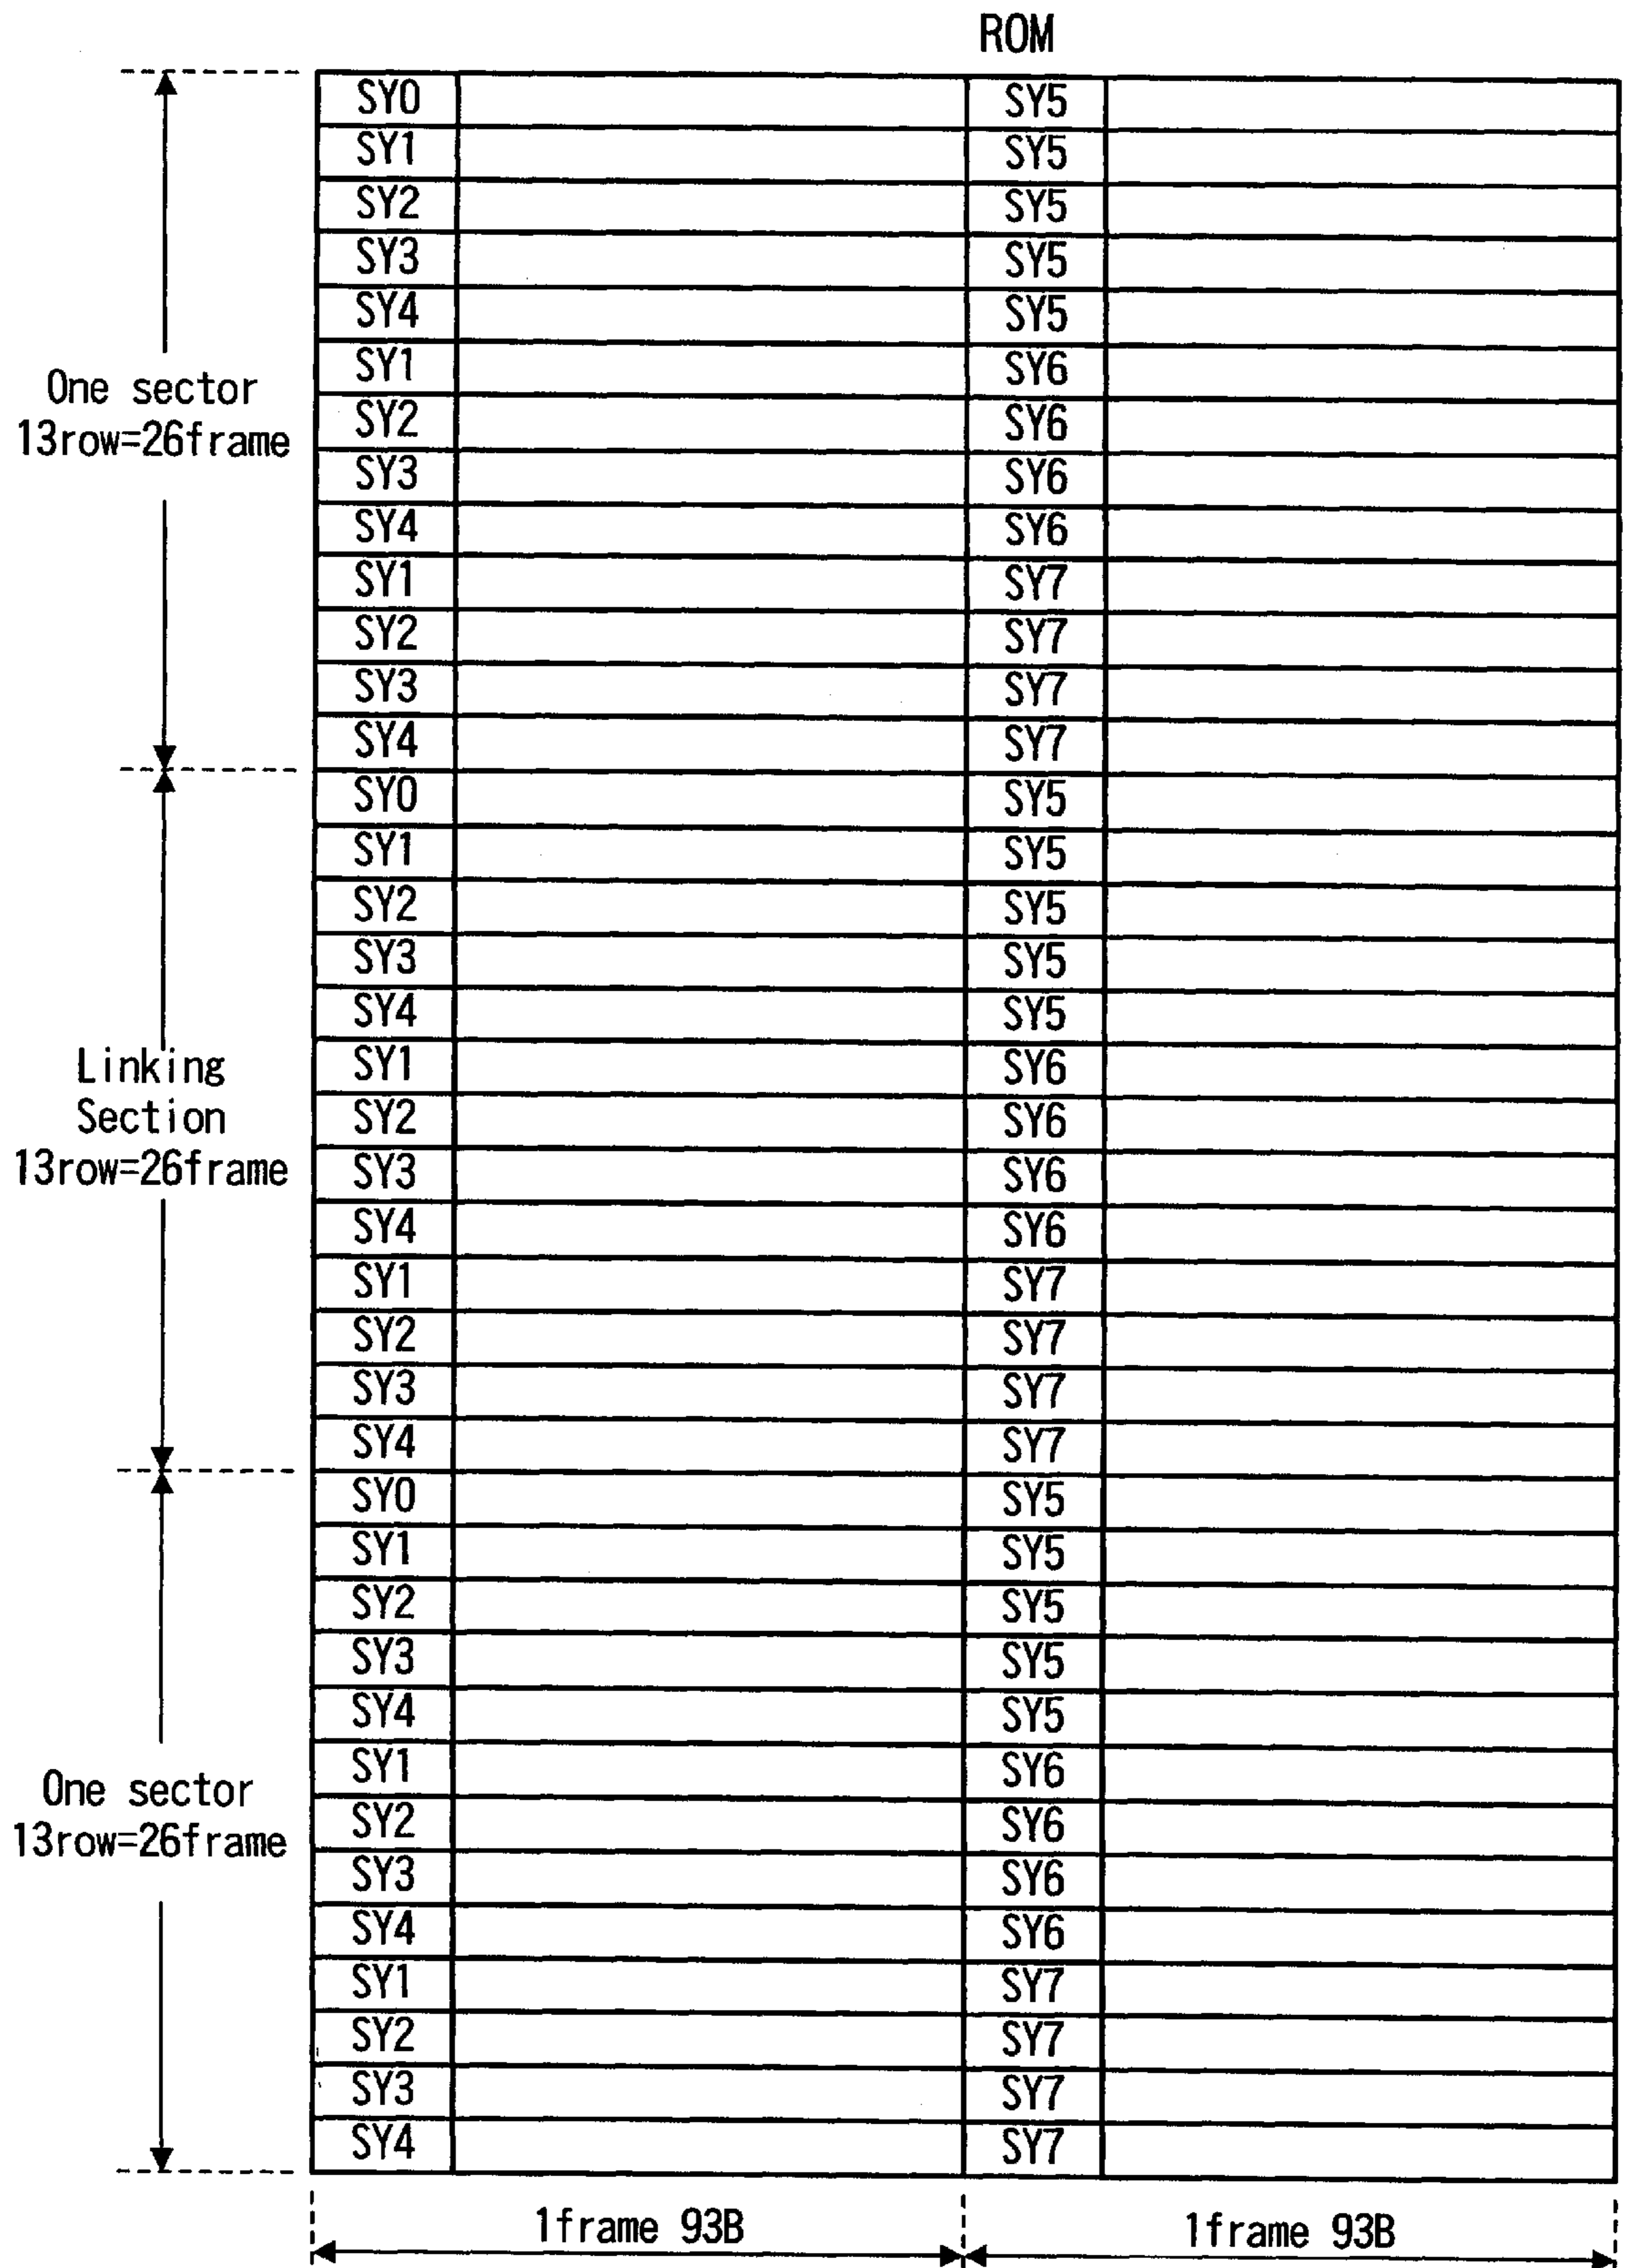 ROM
SY0 SY5
SY1 SY5
SY2 SY5
SY3 SY5
SY4 SY5
SY1 SY6
One sector
13row=26frame
SY2 SY6
SY3 SY6
SY4 SY6
SY1 SY7
SY2 SY7
SY3 SY7
SY4 SY7
SY0 SY5
SY1 SY5
SY2 SY5
SY3 SY5
SY4 SY5
SY1 SY6
Linking
Section
13row=26frame
SY2 SY6
SY3 SY6
SY4 SY6
SY1 SY7
SY2 SY7
SY3 SY7
SY4 SY7
SY0 SY5
SY1 SY5
SY2 SY5
SY3 SY5
SY4 SY5
SY1 SY6
One sector
13row=26frame
SY2 SY6
SY3 SY6
SY4 SY6
SY1 SY7
SY2 SY7
SY3 SY7
SY4 SY7
1frame 93B 1frame 93B